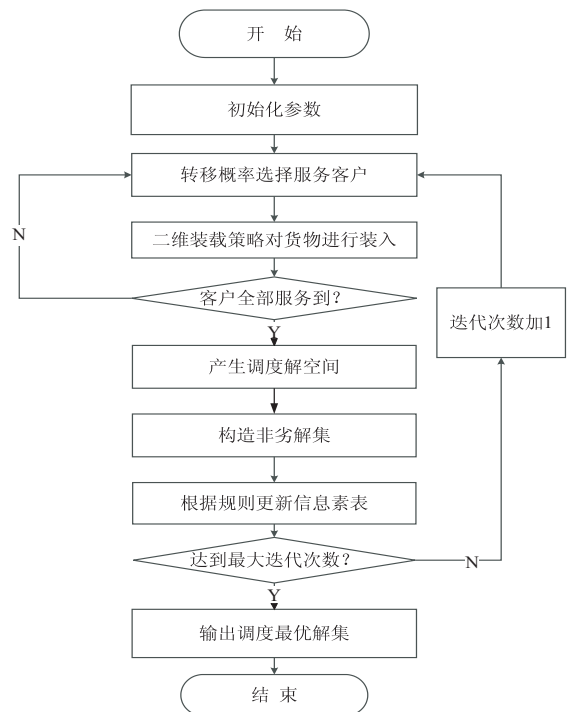 开 始
初始化参数
转移概率选择服务客户
N
二维装载策略对货物进行装入
客户全部服务到?
迭代次数加1
Y
产生调度解空间
构造非劣解集
根据规则更新信息素表
达到最大迭代次数?
N
Y
输出调度最优解集
结 束